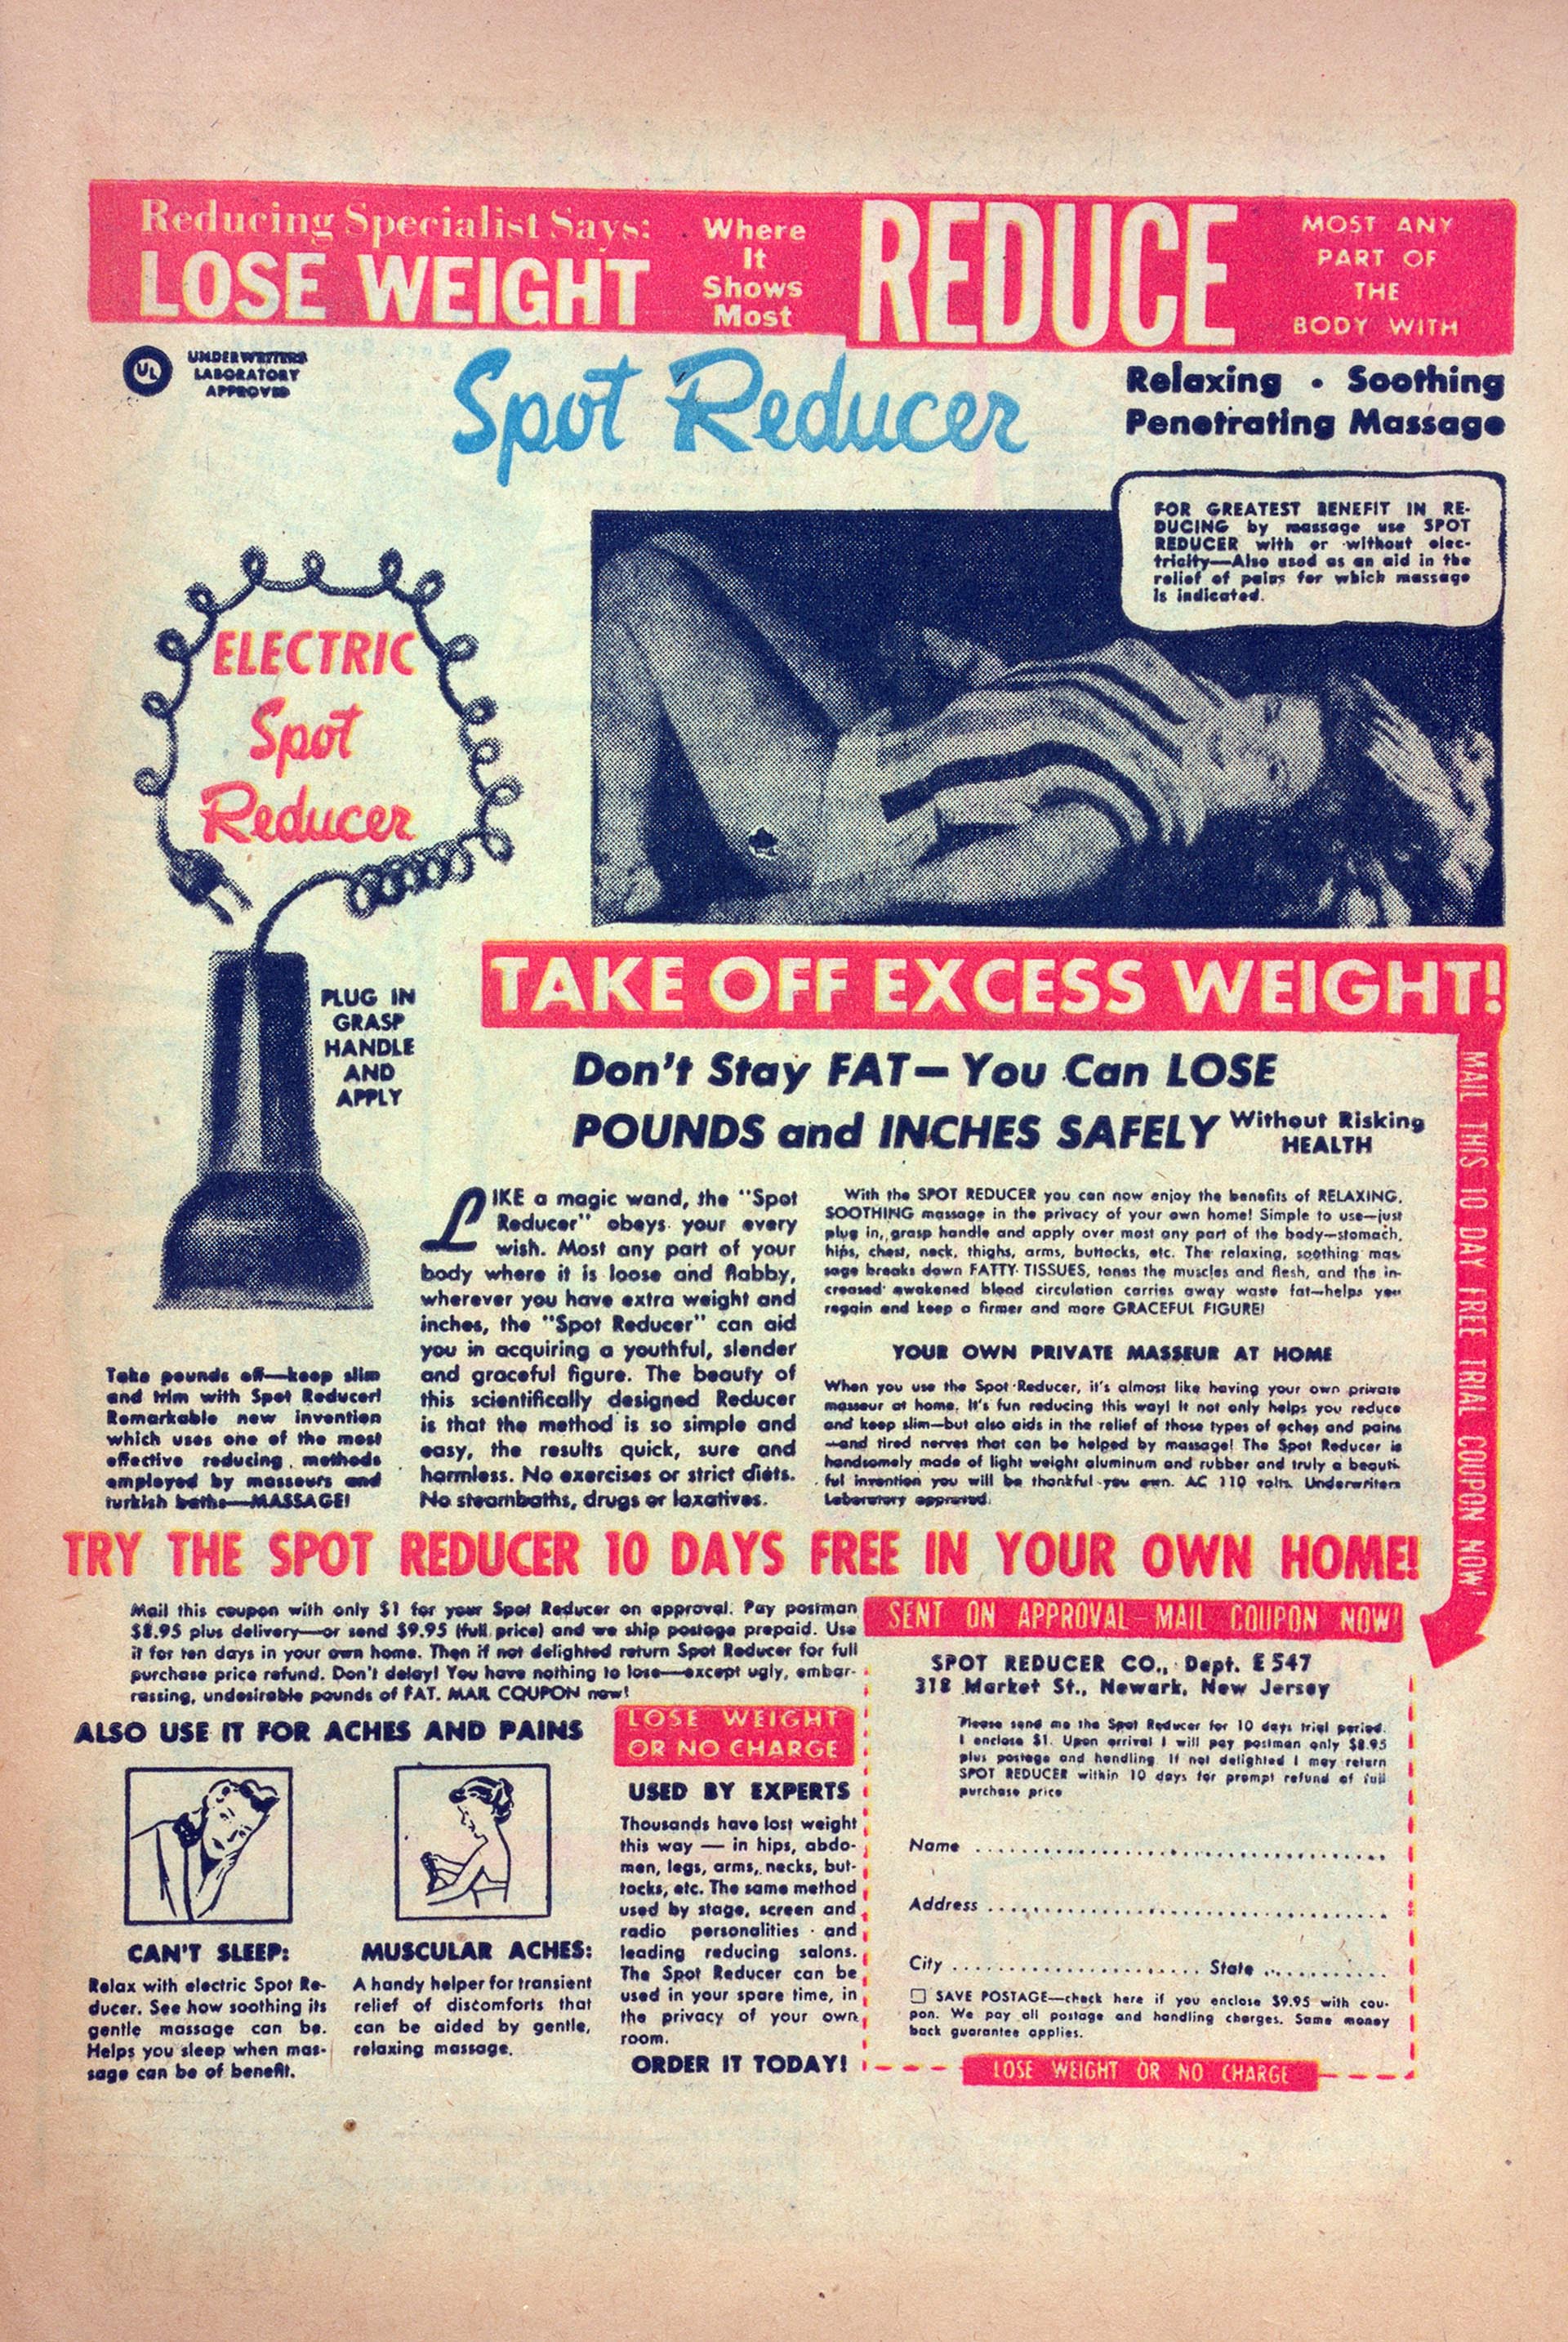 Reducing Specialist Says:
LOSE WEIGHT
Where
It
Shows
Most
REDUCE
MOST ANY
PART OF
THE
BODY WITH
UL
UNDERWRITERS
LABORATORY
APPROVED
Spot Reducer
Relaxing • Soothing
Penetrating Massage
FOR GREATEST BENEFIT IN RE-
DUCING by massage use SPOT
REDUCER with or without elec-
tricity—Also used as an aid in the
relief of pains for which massage
is indicated.
ELECTRIC
Spot
Reducer
PLUG IN
GRASP
HANDLE
AND
APPLY
TAKE OFF EXCESS WEIGHT!
Don't Stay FAT—You Can LOSE
POUNDS and INCHES SAFELY Without Risking
HEALTH
MAIL THIS 10 DAY FREE TRIAL COUPON NOW!
Take pounds off—keep slim
and trim with Spot Reducer!
Remarkable new invention
which uses one of the most
effective reducing methods
employed by masseurs and
turkish baths—MASSAGE!
LIKE a magic wand, the "Spot
Reducer" obeys your every
wish. Most any part of your
body where it is loose and flabby,
wherever you have extra weight and
inches, the "Spot Reducer" can aid
you in acquiring a youthful, slender
and graceful figure. The beauty of
this scientifically designed Reducer
is that the method is so simple and
easy, the results quick, sure and
harmless. No exercises or strict diets.
No steambaths, drugs or laxatives.
With the SPOT REDUCER you can now enjoy the benefits of RELAXING,
SOOTHING massage in the privacy of your own home! Simple to use—just
plug in, grasp handle and apply over most any part of the body—stomach,
hips, chest, neck, thighs, arms, buttocks, etc. The relaxing, soothing mas
sage breaks down FATTY TISSUES, tones the muscles and flesh, and the in-
creased awakened blood circulation carries away waste fat—helps you
regain and keep a firmer and more GRACEFUL FIGURE!
YOUR OWN PRIVATE MASSEUR AT HOME
When you use the Spot Reducer, it's almost like having your own private
masseur at home. It's fun reducing this way! It not only helps you reduce
and keep slim—but also aids in the relief of those types of aches and pains
—and tired nerves that can be helped by massage! The Spot Reducer is
handsomely made of light weight aluminum and rubber and truly a beauti-
ful invention you will be thankful you own. AC 110 volts. Underwriters
Laboratory approved.
TRY THE SPOT REDUCER 10 DAYS FREE IN YOUR OWN HOME!
Mail this coupon with only $1 for your Spot Reducer on approval. Pay postman
$8.95 plus delivery—or send $9.95 (full price) and we ship postage prepaid. Use
it for ten days in your own home. Then if not delighted return Spot Reducer for full
purchase price refund. Don't delay! You have nothing to lose—except ugly, embar-
rassing, undesirable pounds of FAT. MAIL COUPON now!
ALSO USE IT FOR ACHES AND PAINS
CAN'T SLEEP:
Relax with electric Spot Re-
ducer. See how soothing its
gentle massage can be.
Helps you sleep when mas-
sage can be of benefit.
MUSCULAR ACHES:
A handy helper for transient
relief of discomforts that
can be aided by gentle,
relaxing massage.
LOSE WEIGHT
OR NO CHARGE
USED BY EXPERTS
Thousands have lost weight
this way — in hips, abdo-
men, legs, arms, necks, but-
tocks, etc. The same method
used by stage, screen and
radio personalities and
leading reducing salons.
The Spot Reducer can be
used in your spare time, in
the privacy of your own
room.
ORDER IT TODAY!
SENT ON APPROVAL—MAIL COUPON NOW!
SPOT REDUCER CO., Dept. E547
318 Market St., Newark, New Jersey
Please send me the Spot Reducer for 10 days trial period.
I enclose $1. Upon arrival I will pay postman only $8.95
plus postage and handling. If not delighted I may return
SPOT REDUCER within 10 days for prompt refund of full
purchase price
Name
Address
City State
SAVE POSTAGE—check here if you enclose $9.95 with cou-
pon. We pay all postage and handling charges. Same money
back guarantee applies.
LOSE WEIGHT OR NO CHARGE